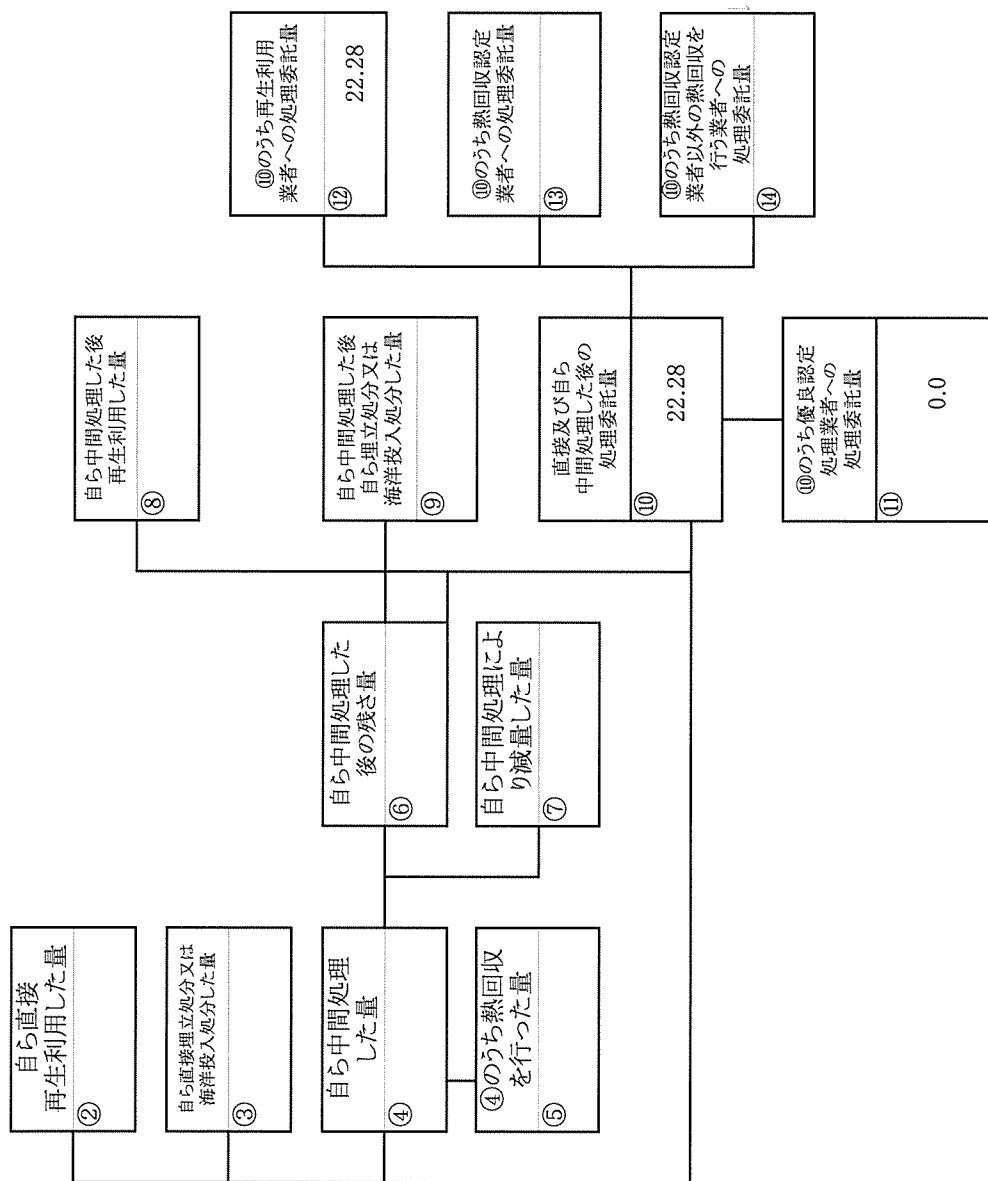 自ら直接
再生利用した量
②
自ら直接埋立処分又は
海洋投入処分した量
③
自ら中間処理
した量
④
④のうち熱回収
を行った量
⑤
自ら中間処理した
後の残さ量
⑥
自ら中間処理によ
り減量した量
⑦
自ら中間処理した後
再生利用した量
⑧
自ら中間処理した後
自ら埋立処分又は
海洋投入処分した量
⑨
直接及び自ら
中間処理した後の
処理委託量
⑩
22.28
⑩のうち優良認定
処理業者への
処理委託量
⑪
0.0
⑩のうち再生利用
業者への処理委託量
⑫
22.28
⑩のうち熱回収認定
業者への処理委託量
⑬
⑩のうち熱回収認定
業者以外の熱回収を
行う業者への
処理委託量
⑭